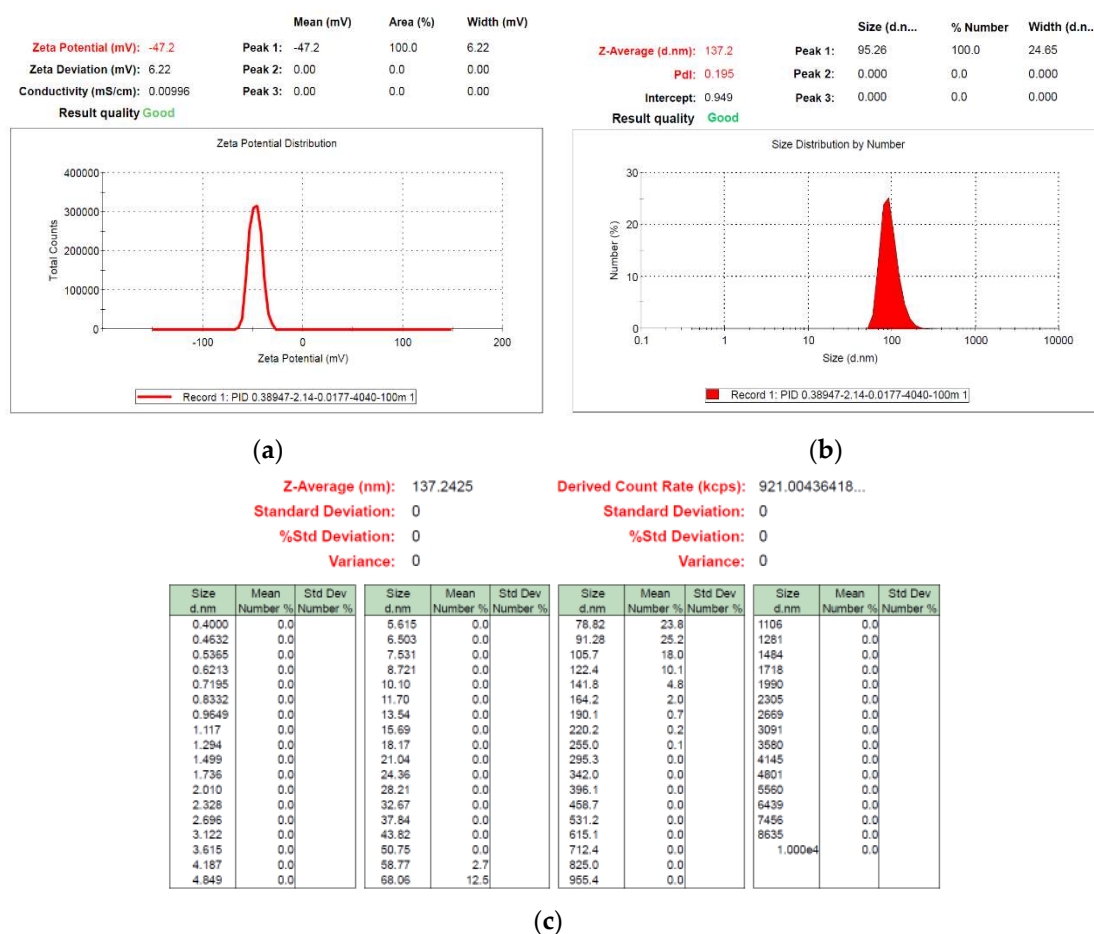 Mean (mV) Area (%) Width (mV)
Zeta Potential (mV): -47.2 Peak 1: -47.2 100.0 6.22
Zeta Deviation (mV): 6.22 Peak 2: 0.00 0.0 0.00
Conductivity (mS/cm): 0.00996 Peak 3: 0.00 0.0 0.00
Result quality Good
Zeta Potential Distribution
400000
300000
200000
100000
0
Total Counts
-100 0 100 200
Zeta Potential (mV)
Record 1: PID 0.38947-2.14-0.0177-4040-100m 1
(a)
Size (d.n... % Number Width (d.n...
Z-Average (d.nm): 137.2 Peak 1: 95.26 100.0 24.65
PdI: 0.195 Peak 2: 0.000 0.0 0.000
Intercept: 0.949 Peak 3: 0.000 0.0 0.000
Result quality Good
Size Distribution by Number
30
20
10
0
Number (%)
0.1 1 10 100 1000 10000
Size (d.nm)
Record 1: PID 0.38947-2.14-0.0177-4040-100m 1
(b)
Z-Average (nm): 137.2425 Derived Count Rate (kcps): 921.00436418...
Standard Deviation: 0 Standard Deviation: 0
%Std Deviation: 0 %Std Deviation: 0
Variance: 0 Variance: 0
Size Mean Std Dev Size Mean Std Dev Size Mean Std Dev Size Mean Std Dev
d.nm Number % Number % d.nm Number % Number % d.nm Number % Number % d.nm Number % Number %
0.4000 0.0 5.615 0.0 78.82 23.8 1106 0.0
0.4632 0.0 6.503 0.0 91.28 25.2 1281 0.0
0.5365 0.0 7.531 0.0 105.7 18.0 1484 0.0
0.6213 0.0 8.721 0.0 122.4 10.1 1718 0.0
0.7195 0.0 10.10 0.0 141.8 4.8 1990 0.0
0.8332 0.0 11.70 0.0 164.2 2.0 2305 0.0
0.9649 0.0 13.54 0.0 190.1 0.7 2669 0.0
1.117 0.0 15.69 0.0 220.2 0.2 3091 0.0
1.294 0.0 18.17 0.0 255.0 0.1 3580 0.0
1.499 0.0 21.04 0.0 295.3 0.0 4145 0.0
1.736 0.0 24.36 0.0 342.0 0.0 4801 0.0
2.010 0.0 28.21 0.0 396.1 0.0 5560 0.0
2.328 0.0 32.67 0.0 458.7 0.0 6439 0.0
2.696 0.0 37.84 0.0 531.2 0.0 7456 0.0
3.122 0.0 43.82 0.0 615.1 0.0 8635 0.0
3.615 0.0 50.75 0.0 712.4 0.0 1.000e4 0.0
4.187 0.0 58.77 2.7 825.0 0.0
4.849 0.0 68.06 12.5 955.4 0.0
(c)